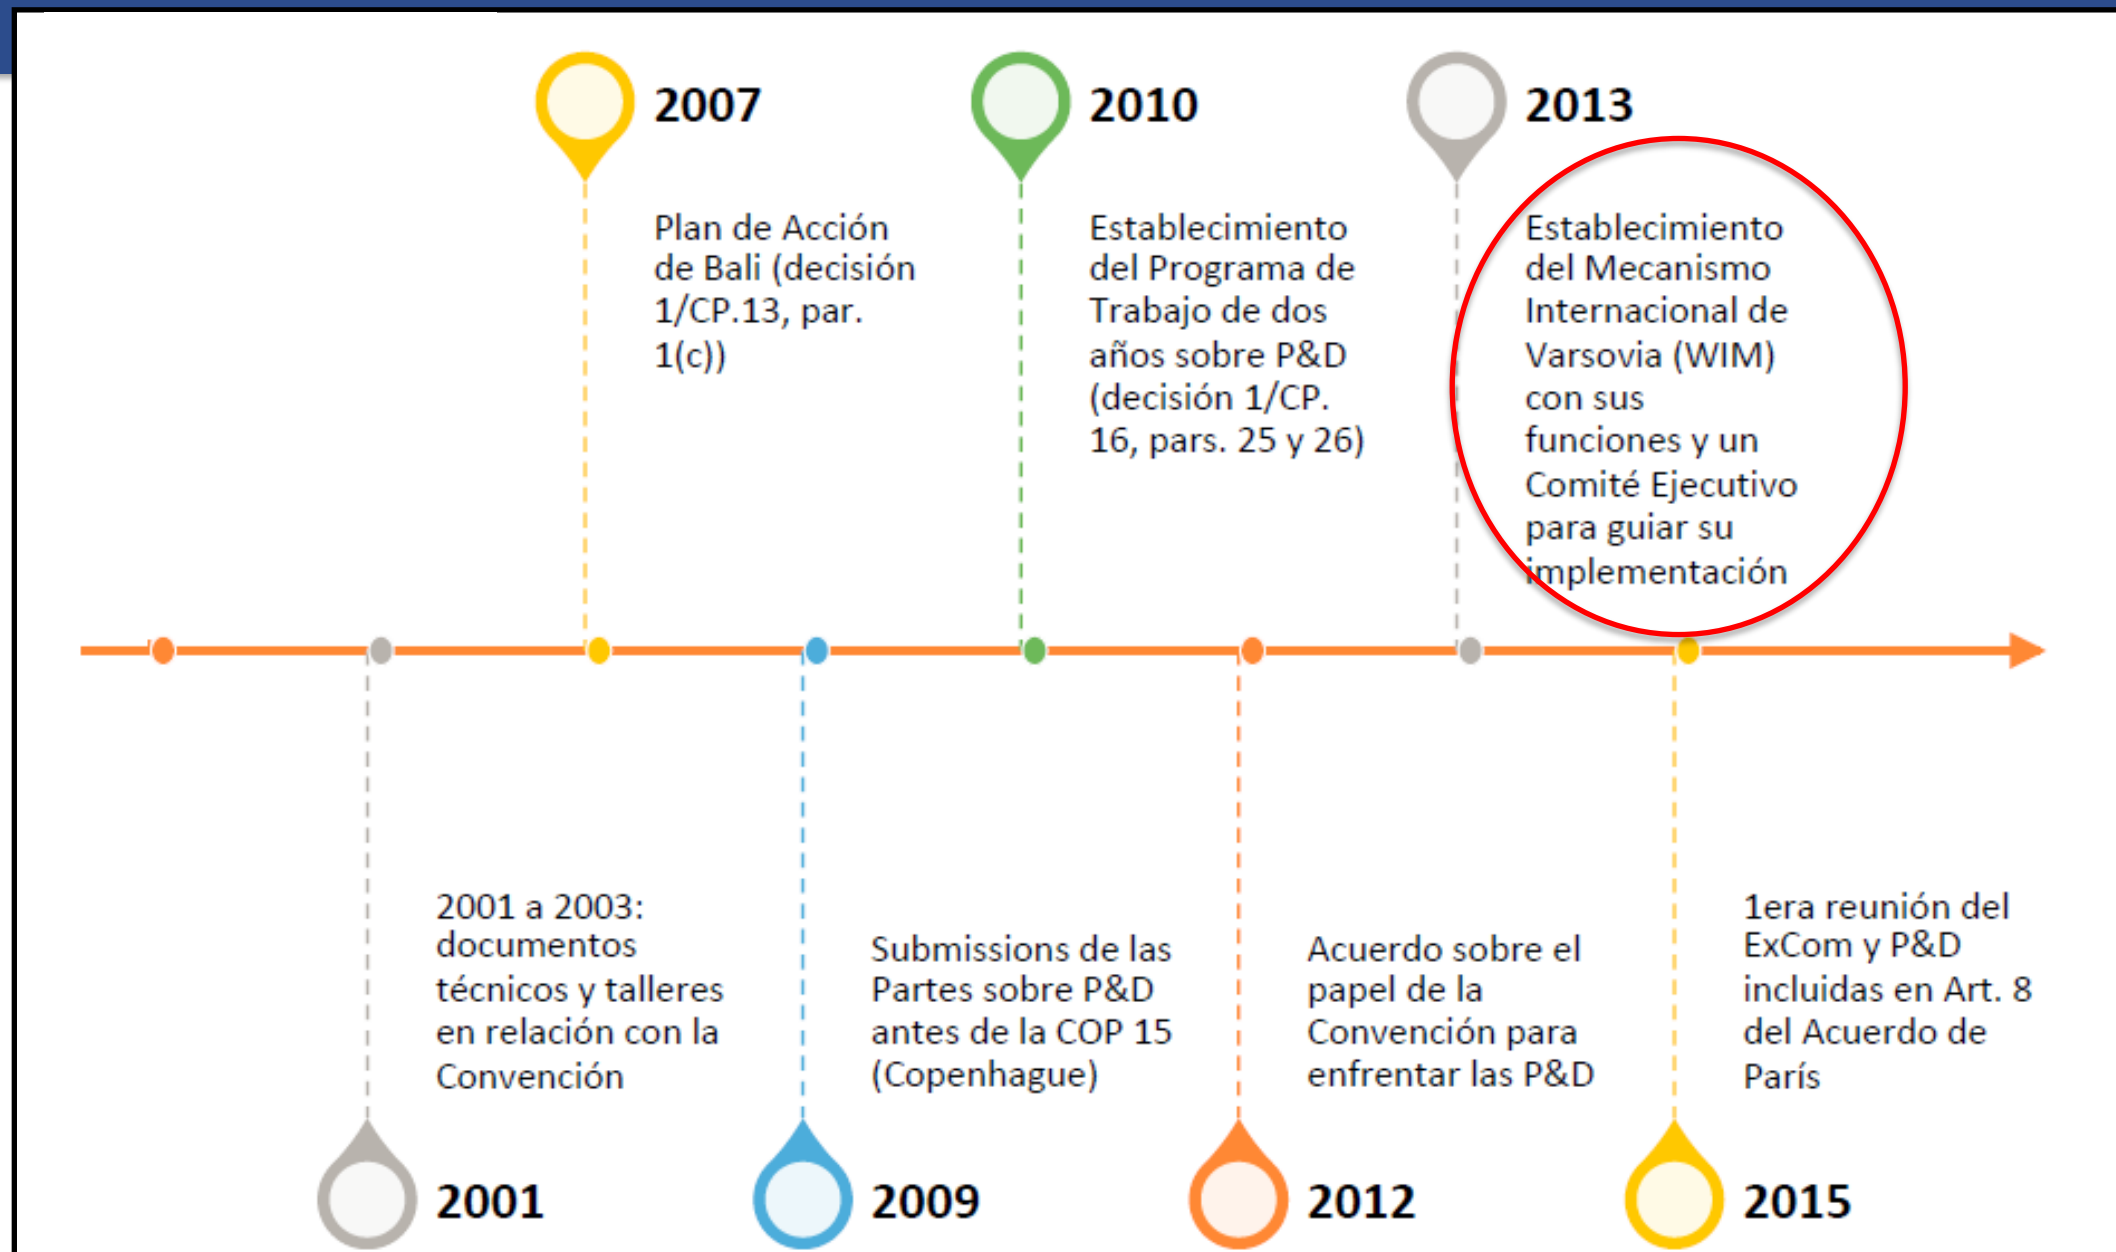 2007
Plan de Acción
de Bali (decisión
1/CP.13, par.
1(c))
2010
Establecimiento
del Programa de
Trabajo de dos
años sobre P&D
(decisión 1/CP.
16, pars. 25 y 26)
2013
Establecimiento
del Mecanismo
Internacional de
Varsovia (WIM)
con sus
funciones y un
Comité Ejecutivo
para guiar su
implementación
2001 a 2003:
documentos
técnicos y talleres
en relación con la
Convención
2001
Submissions de las
Partes sobre P&D
antes de la COP 15
(Copenhague)
2009
Acuerdo sobre el
papel de la
Convención para
enfrentar las P&D
2012
1era reunión del
ExCom y P&D
incluidas en Art. 8
del Acuerdo de
París
2015